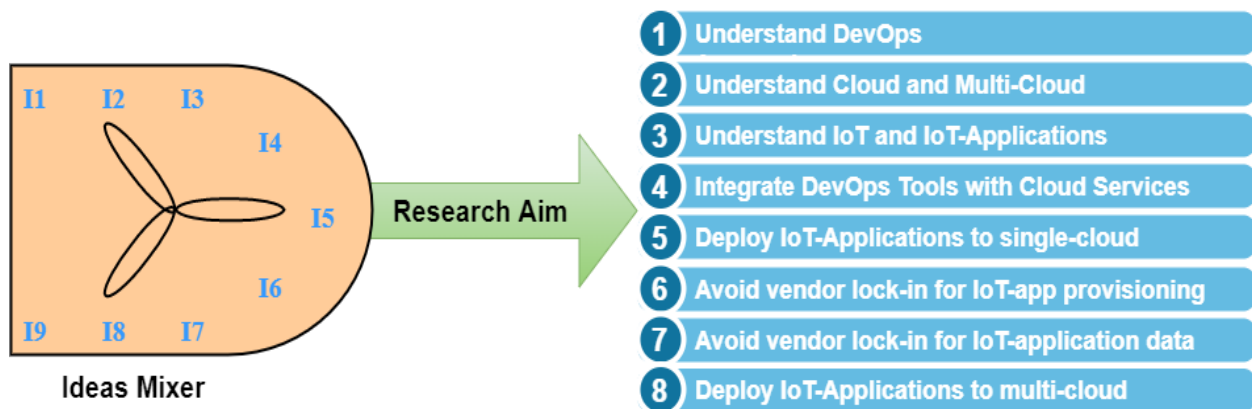 I1 I2 I3
I4
I5
I6
I9 I8 I7
Ideas Mixer
Research Aim
1 Understand DevOps
2 Understand Cloud and Multi-Cloud
3 Understand IoT and IoT-Applications
4 Integrate DevOps Tools with Cloud Services
5 Deploy IoT-Applications to single-cloud
6 Avoid vendor lock-in for IoT-app provisioning
7 Avoid vendor lock-in for IoT-application data
8 Deploy IoT-Applications to multi-cloud